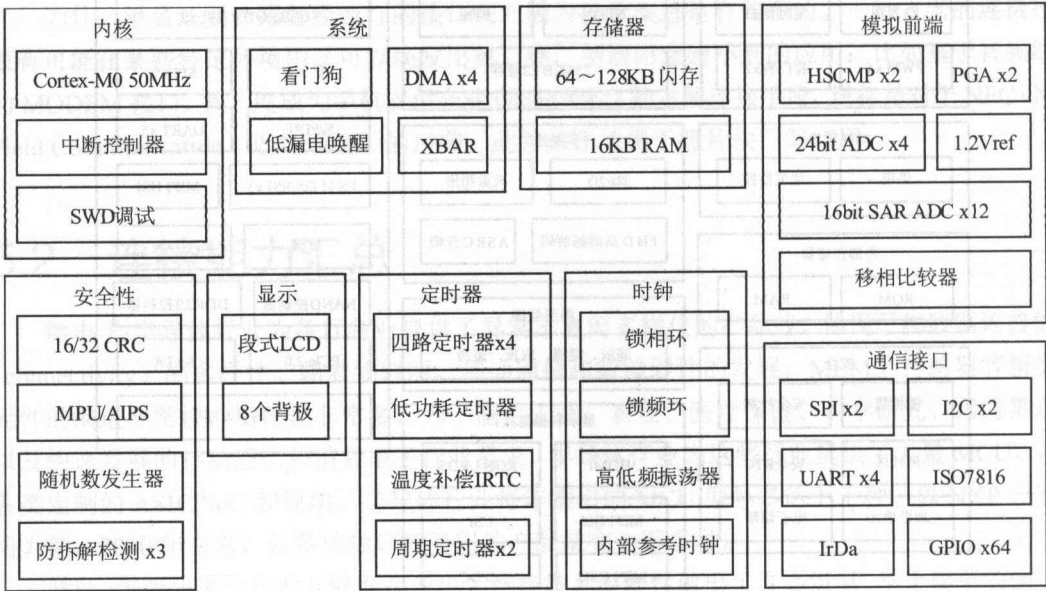 内核
Cortex-M0 50MHz
中断控制器
SWD调试
系统
看门狗
DMA x4
低漏电唤醒
XBAR
存储器
64～128KB 闪存
16KB RAM
模拟前端
HSCMP x2
PGA x2
24bit ADC x4
1.2Vref
16bit SAR ADC x12
移相比较器
安全性
16/32 CRC
MPU/AIPS
随机数发生器
防拆解检测 x3
显示
段式LCD
8个背极
定时器
四路定时器x4
低功耗定时器
温度补偿IRTC
周期定时器x2
时钟
锁相环
锁频环
高低频振荡器
内部参考时钟
通信接口
SPI x2
I2C x2
UART x4
ISO7816
IrDa
GPIO x64